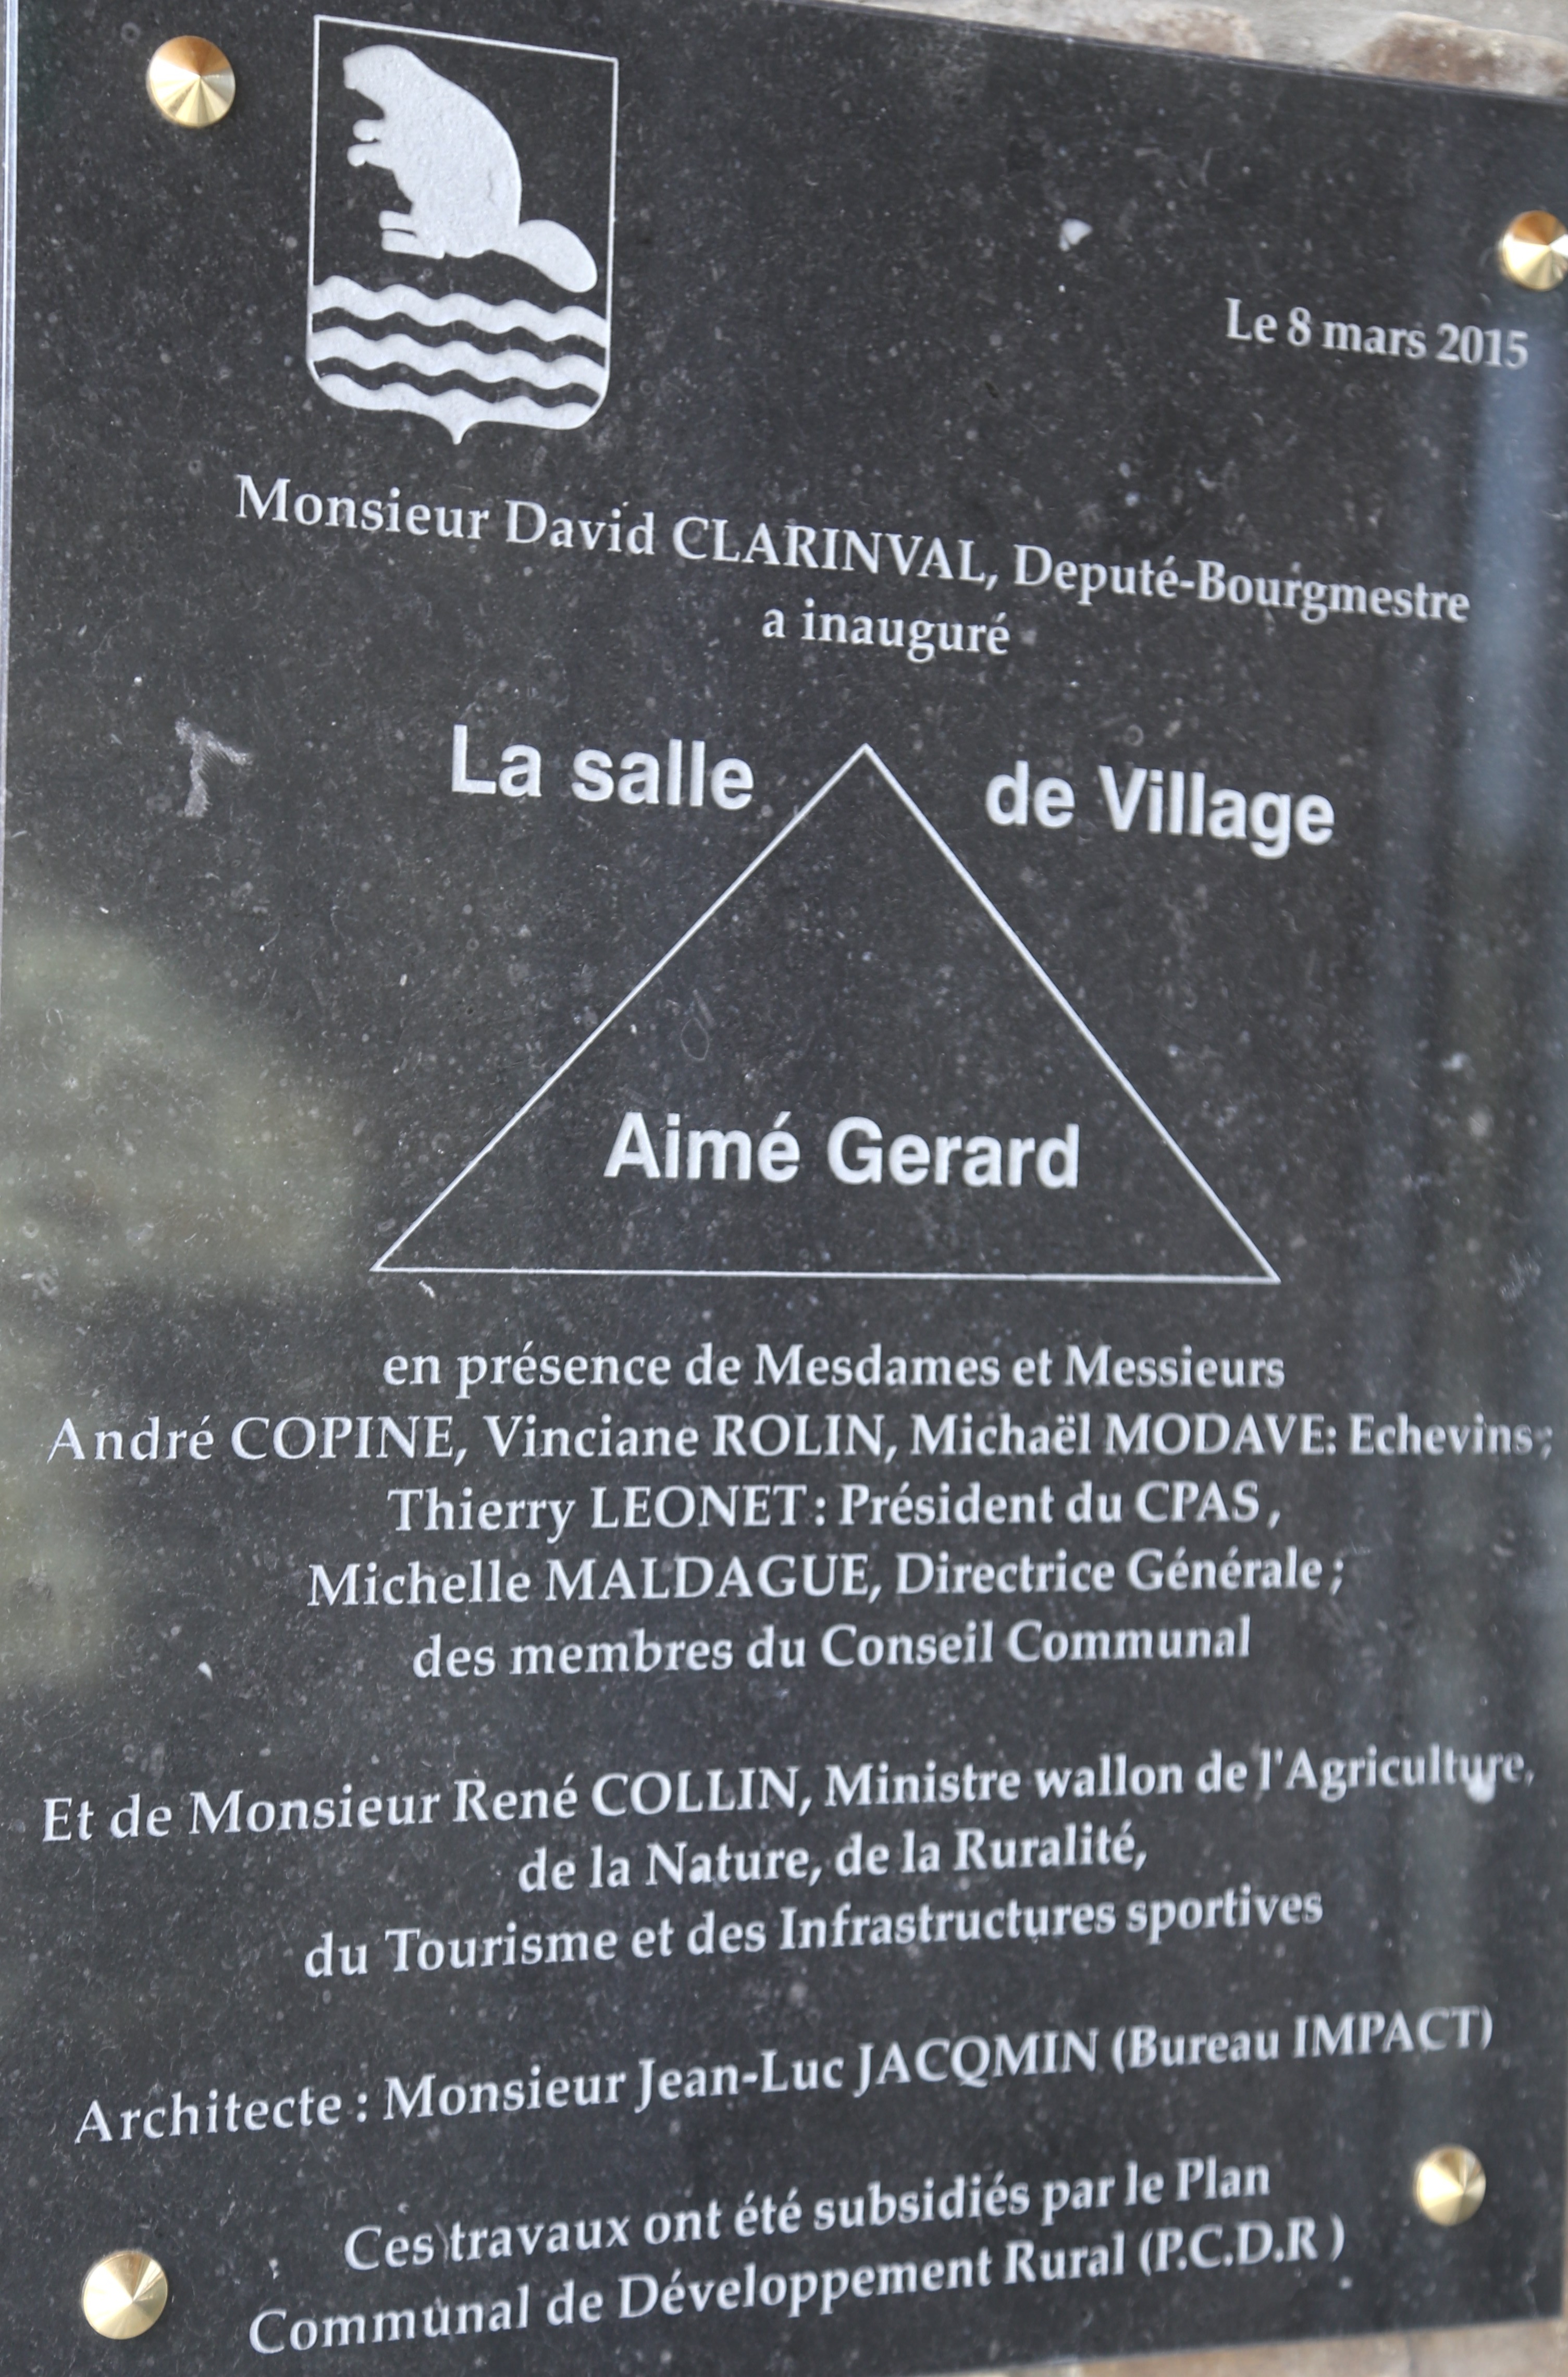 Le 8 mars 2015
Monsieur David CLARINVAL, Deputé-Bourgmestre
a inauguré
La salle de Village
Aimé Gerard
en présence de Mesdames et Messieurs
André COPINE, Vinciane ROLIN, Michaël MODAVE: Echevins;
Thierry LEONET : Président du CPAS,
Michelle MALDAGUE, Directrice Générale ;
des membres du Conseil Communal
Et de Monsieur René COLLIN, Ministre wallon de l'Agriculture,
de la Nature, de la Ruralité,
du Tourisme et des Infrastructures sportives
Architecte : Monsieur Jean-Luc JACQMIN (Bureau IMPACT)
Ces travaux ont été subsidiés par le Plan
Communal de Développement Rural (P.C.D.R )